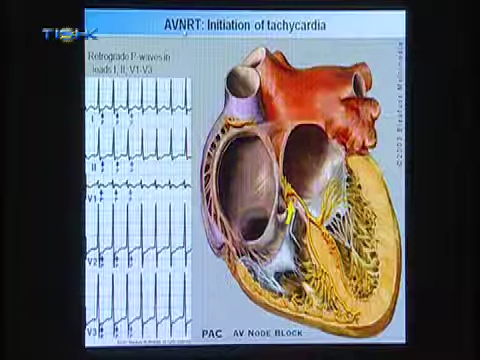 AVNRT: Initiation of tachycardia
Retrograde P-waves in
leads I, II, V1-V3
I
II
V1
V2
V3
PAC AV NODE BLOCK